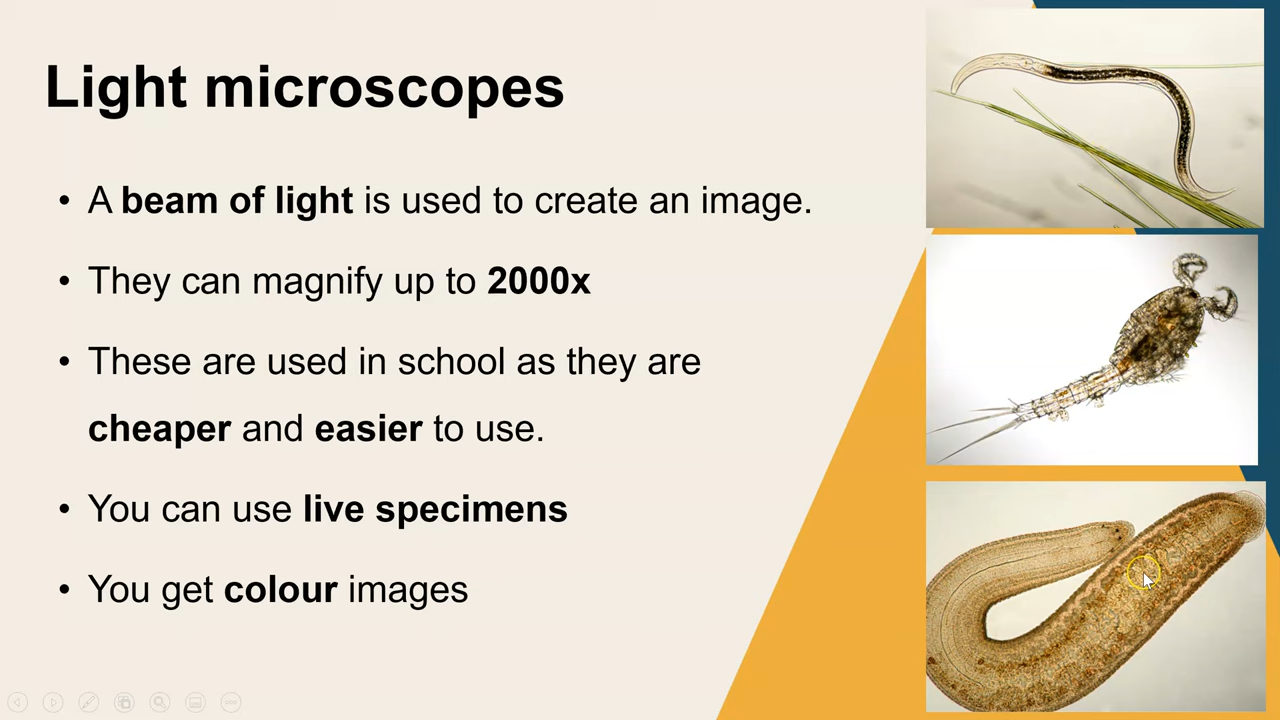 Light microscopes
• A beam of light is used to create an image.
• They can magnify up to 2000x
• These are used in school as they are
cheaper and easier to use.
• You can use live specimens
• You get colour images